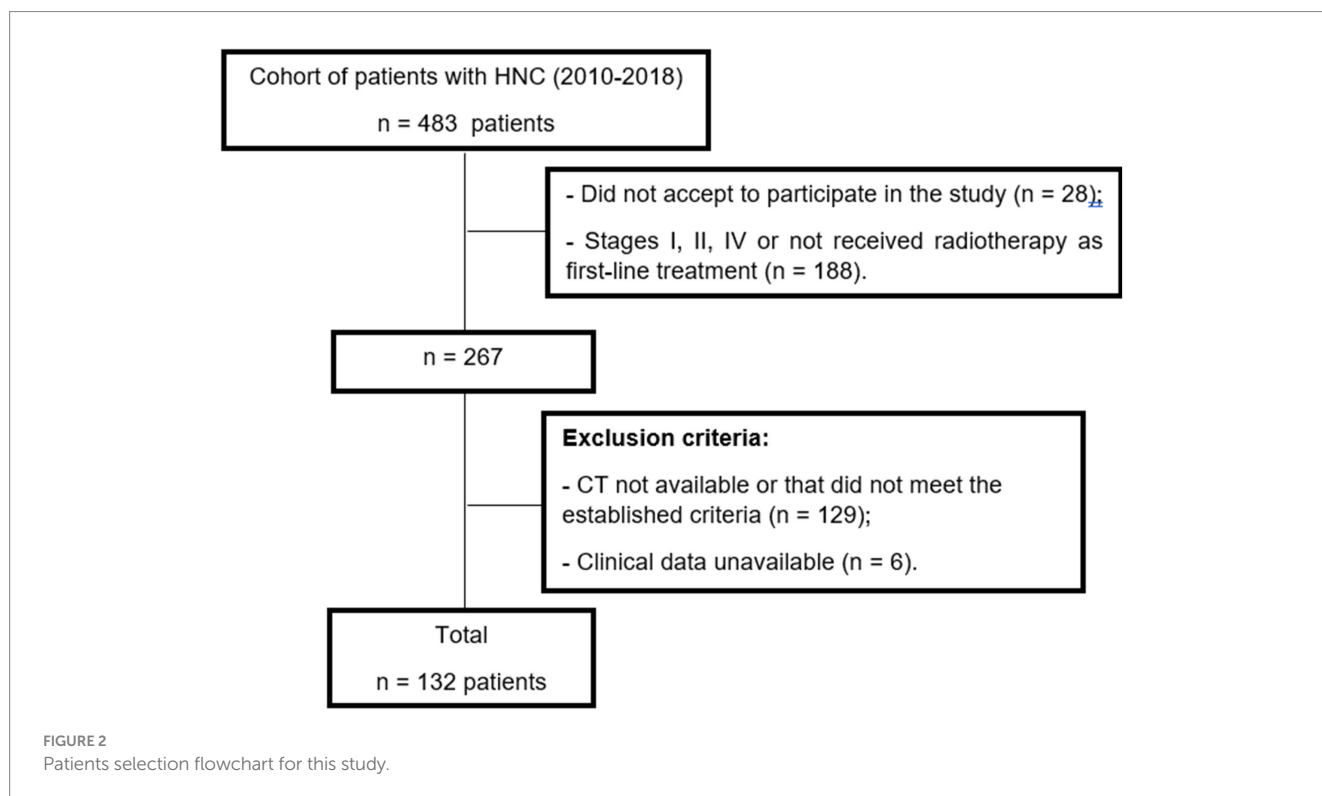 Cohort of patients with HNC (2010-2018)
n = 483 patients
- Did not accept to participate in the study (n = 28);
- Stages I, II, IV or not received radiotherapy as
first-line treatment (n = 188).
n = 267
Exclusion criteria:
- CT not available or that did not meet the
established criteria (n = 129);
- Clinical data unavailable (n = 6).
Total
n = 132 patients
FIGURE 2
Patients selection flowchart for this study.